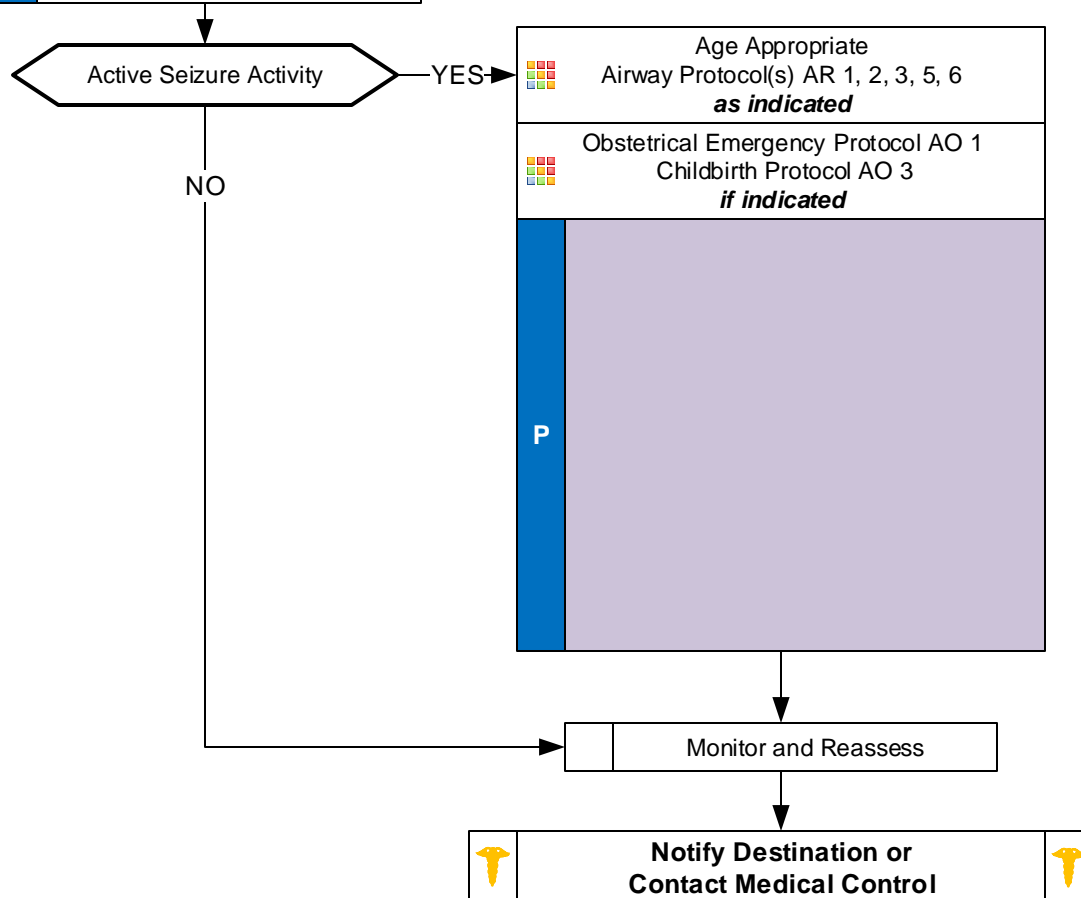 Active Seizure Activity
YES
Age Appropriate
Airway Protocol(s) AR 1, 2, 3, 5, 6
as indicated
Obstetrical Emergency Protocol AO 1
Childbirth Protocol AO 3
if indicated
NO
P
Monitor and Reassess
Notify Destination or
Contact Medical Control